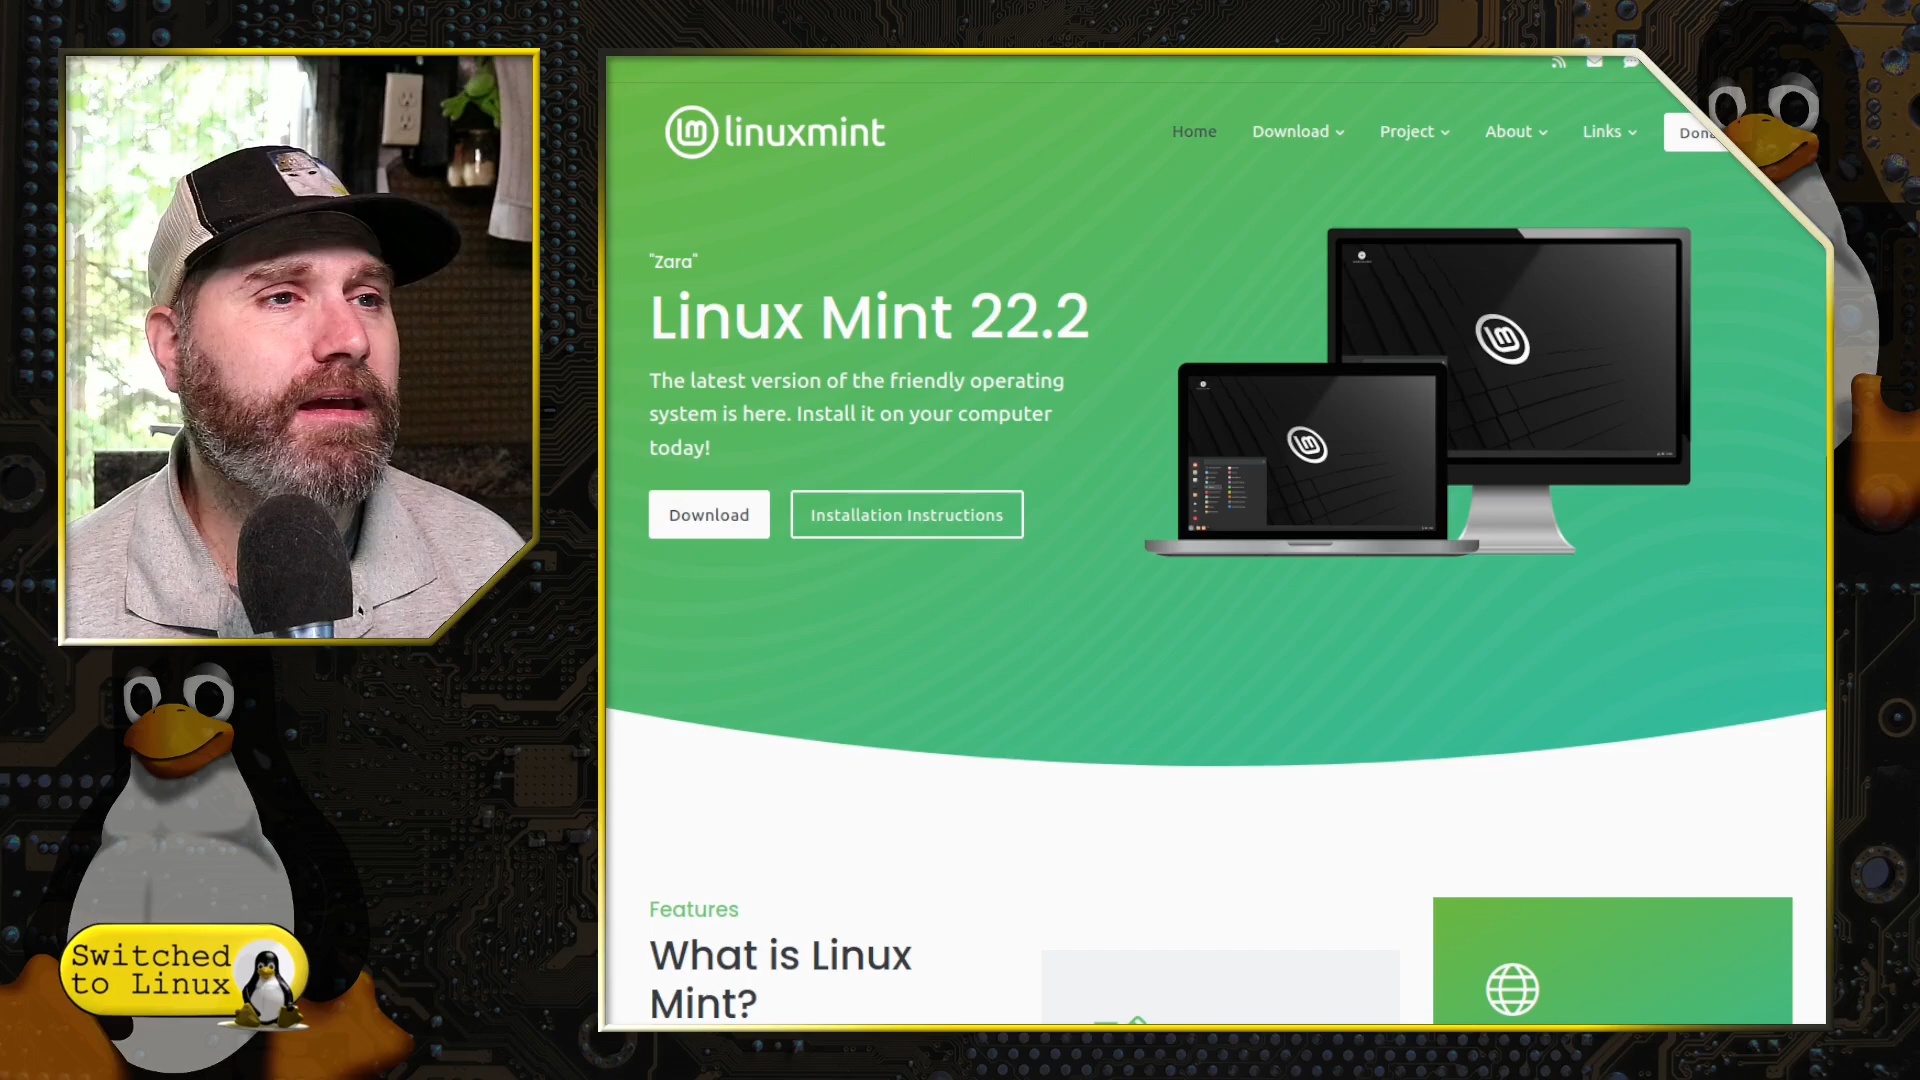 linuxmint
Home
Download
Project
About
Links
"Zara"
Linux Mint 22.2
The latest version of the friendly operating
system is here. Install it on your computer
today!
Download
Installation Instructions
Features
What is Linux
Mint?
Switched
to Linux